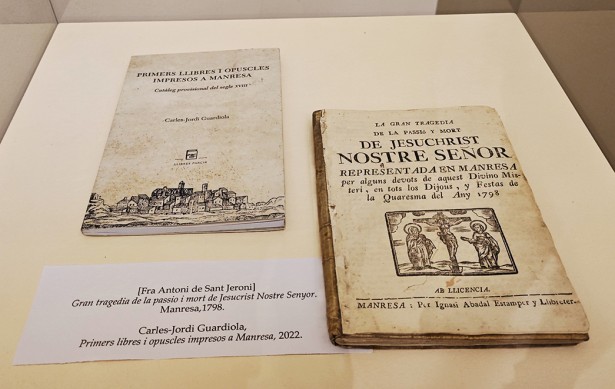 PRIMERS LLIBRES I OPUSCLES
IMPRESOS A MANRESA
Catàleg provisional del segle XVIII
Carles-Jordi Guardiola
LA GRAN TRAGEDIA
DE LA PASSIÓ Y MORT
DE JESUCHRIST
NOSTRE SEÑOR,
REPRESENTADA EN MANRESA
per alguns devots de aquest Divino Mis-
teri, en tots los Dijous, y Festas de
la Quaresma del Any 1798
AB LLICENCIA.
MANRESA : Per Ignasi Abadal Estamper y Llibreter.
[Fra Antoni de Sant Jeroni]
Gran tragedia de la passio i mort de Jesucrist Nostre Senyor.
Manresa,1798.
Carles-Jordi Guardiola,
Primers libres i opuscles impresos a Manresa, 2022.